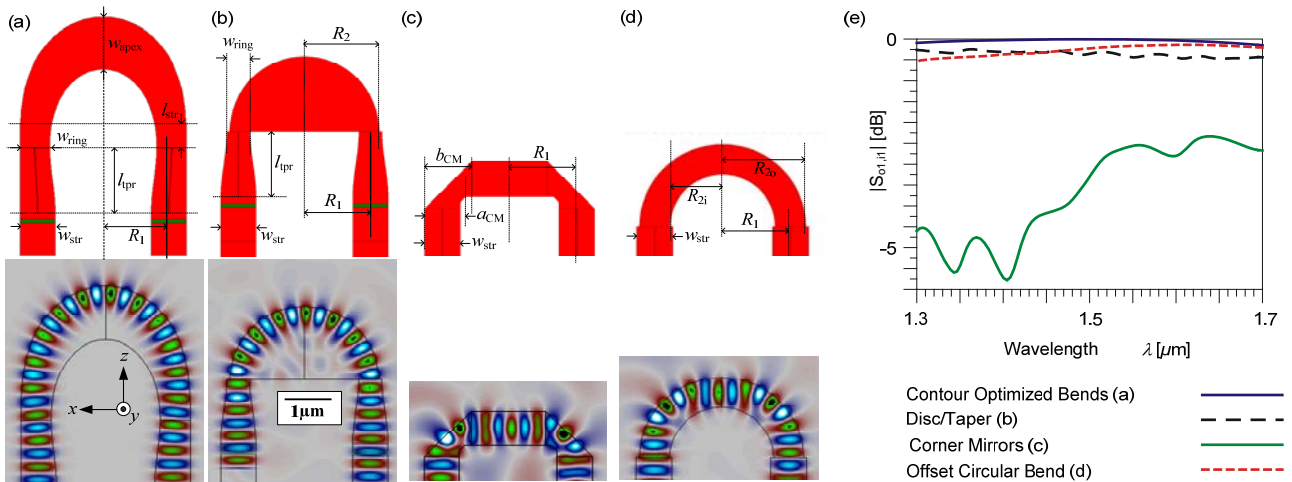 (a)
w_apex
l_str
w_ring
l_tpr
w_str
R_1
(b)
w_ring
R_2
l_tpr
R_1
w_str
(c)
b_CM
R_1
a_CM
w_str
(d)
R_2o
R_2i
R_1
w_str
z
x
y
1µm
(e)
|S_o1,i1| [dB]
0
-5
1.3
1.5
1.7
Wavelength λ [µm]
Contour Optimized Bends (a)
Disc/Taper (b)
Corner Mirrors (c)
Offset Circular Bend (d)